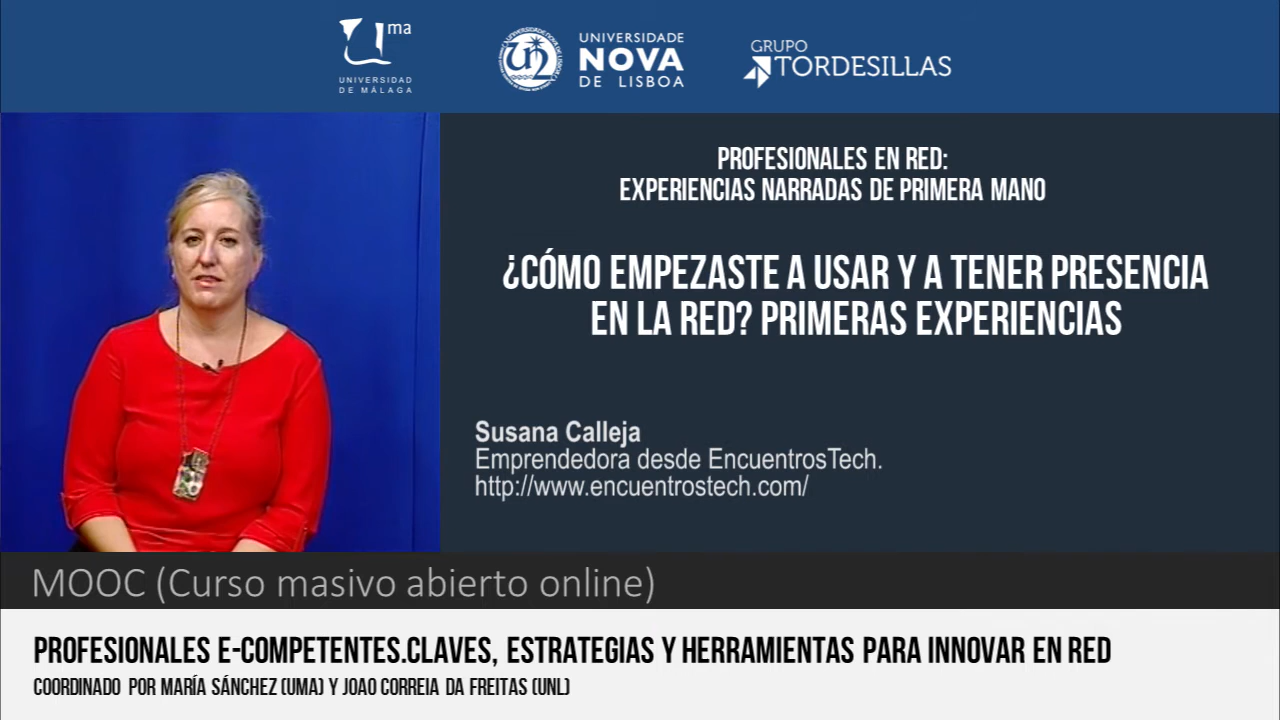 uma
UNIVERSIDAD
DE MÁLAGA
UNIVERSIDADE
NOVA
DE LISBOA
GRUPO
TORDESILLAS
PROFESIONALES EN RED:
EXPERIENCIAS NARRADAS DE PRIMERA MANO
¿CÓMO EMPEZASTE A USAR Y A TENER PRESENCIA
EN LA RED? PRIMERAS EXPERIENCIAS
Susana Calleja
Emprendedora desde EncuentrosTech.
http://www.encuentrostech.com/
MOOC (Curso masivo abierto online)
PROFESIONALES E-COMPETENTES.CLAVES, ESTRATEGIAS Y HERRAMIENTAS PARA INNOVAR EN RED
COORDINADO POR MARÍA SÁNCHEZ (UMA) Y JOAO CORREIA DA FREITAS (UNL)